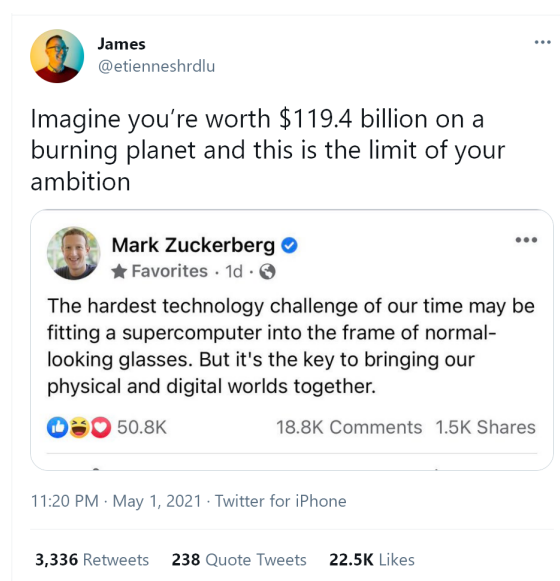 James
@etienneshrdlu
Imagine you’re worth $119.4 billion on a
burning planet and this is the limit of your
ambition
Mark Zuckerberg
Favorites · 1d ·
The hardest technology challenge of our time may be
fitting a supercomputer into the frame of normal-
looking glasses. But it's the key to bringing our
physical and digital worlds together.
50.8K 18.8K Comments 1.5K Shares
11:20 PM · May 1, 2021 · Twitter for iPhone
3,336 Retweets 238 Quote Tweets 22.5K Likes